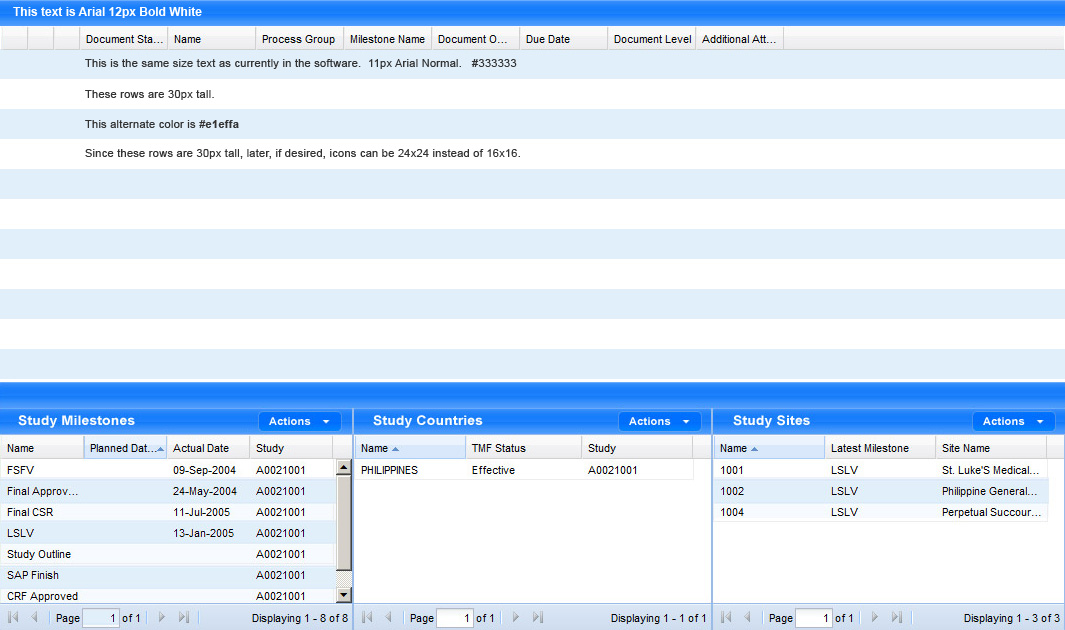 This text is Arial 12px Bold White
Document Sta... Name Process Group Milestone Name Document O... Due Date Document Level Additional Att...
This is the same size text as currently in the software. 11px Arial Normal. #333333
These rows are 30px tall.
This alternate color is #e1effa
Since these rows are 30px tall, later, if desired, icons can be 24x24 instead of 16x16.
Study Milestones Actions
Name Planned Dat... Actual Date Study
FSFV 09-Sep-2004 A0021001
Final Approv... 24-May-2004 A0021001
Final CSR 11-Jul-2005 A0021001
LSLV 13-Jan-2005 A0021001
Study Outline A0021001
SAP Finish A0021001
CRF Approved A0021001
Page 1 of 1 Displaying 1 - 8 of 8
Study Countries Actions
Name TMF Status Study
PHILIPPINES Effective A0021001
Page 1 of 1 Displaying 1 - 1 of 1
Study Sites Actions
Name Latest Milestone Site Name
1001 LSLV St. Luke'S Medical...
1002 LSLV Philippine General...
1004 LSLV Perpetual Succour...
Page 1 of 1 Displaying 1 - 3 of 3